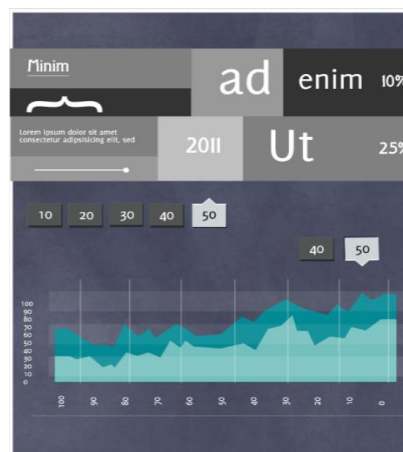 Minim
ad
enim
10%
Lorem ipsum dolor sit amet
consectetur adipsisicing elit, sed
2011
Ut
25%
10 20 30 40 50
40 50
100
90
80
70
60
50
40
30
20
10
0
100 90 80 70 60 50 40 30 20 10 0